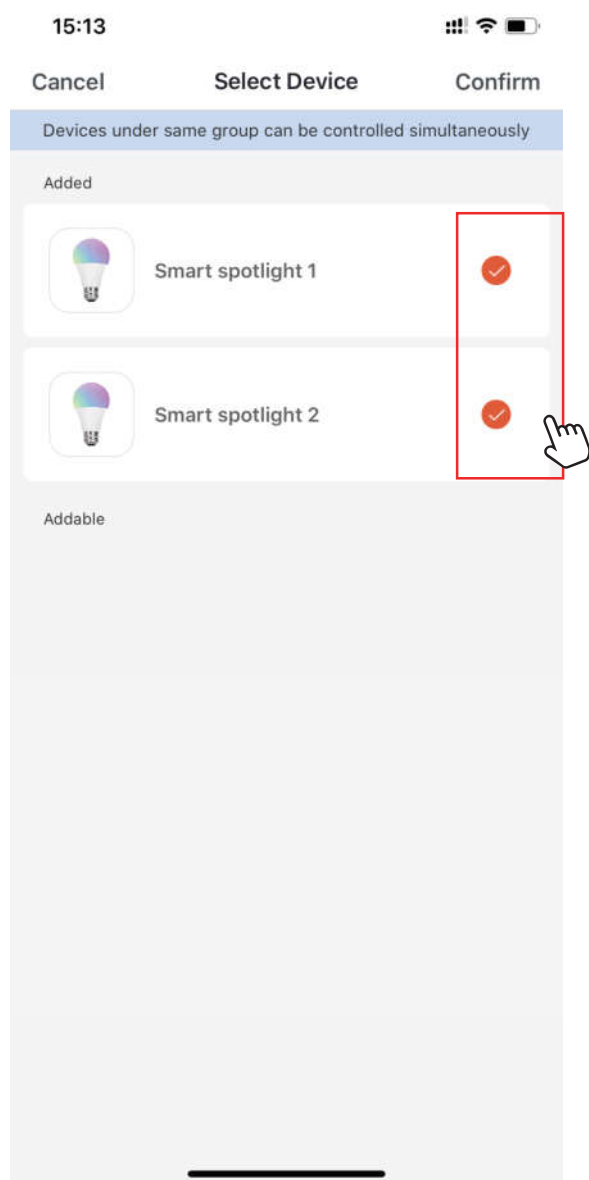 15:13
Cancel Select Device Confirm
Devices under same group can be controlled simultaneously
Added
Smart spotlight 1
Smart spotlight 2
Addable